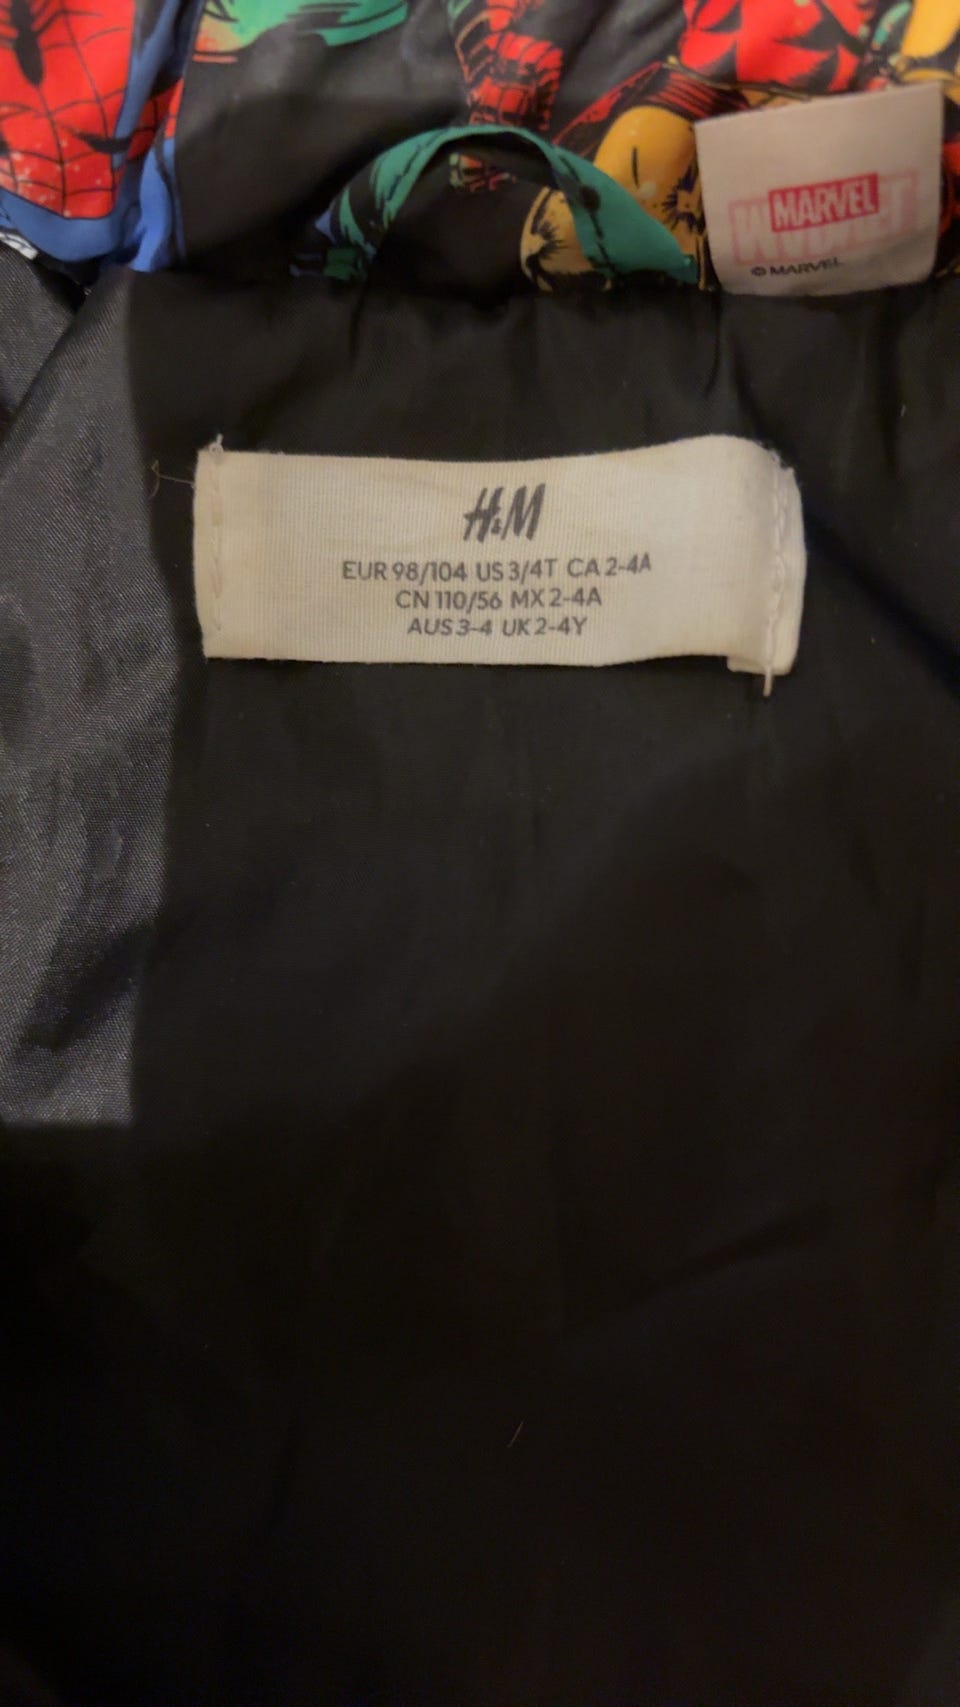 MARVEL
© MARVEL
H&M
EUR 98/104 US 3/4T CA 2-4A
CN 110/56 MX 2-4A
AUS 3-4 UK 2-4Y